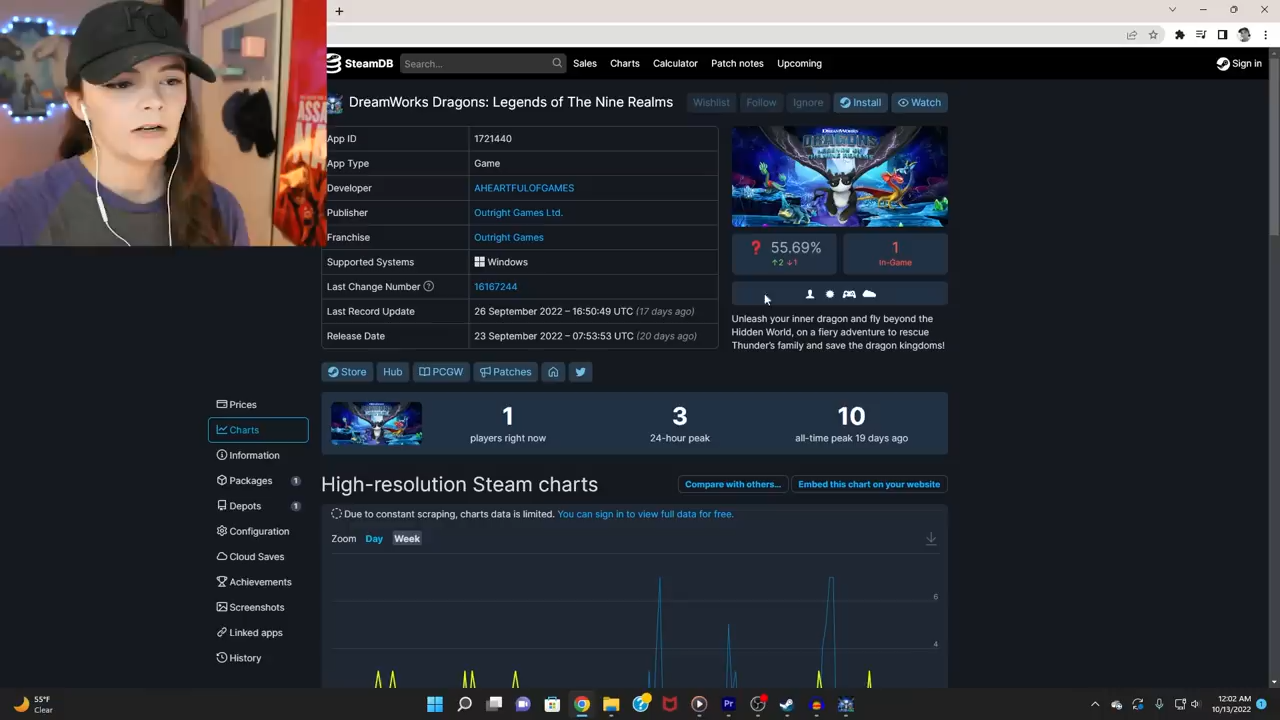 SteamDB
Search...
Sales
Charts
Calculator
Patch notes
Upcoming
Sign in
DreamWorks Dragons: Legends of The Nine Realms
Wishlist
Follow
Ignore
Install
Watch
App ID 1721440
App Type Game
Developer AHEARTFULOFGAMES
Publisher Outright Games Ltd.
Franchise Outright Games
Supported Systems Windows
Last Change Number 16167244
Last Record Update 26 September 2022 – 16:50:49 UTC (17 days ago)
Release Date 23 September 2022 – 07:53:53 UTC (20 days ago)
DRAGONS
? 55.69%
↑2 ↓1
1
In-Game
Unleash your inner dragon and fly beyond the
Hidden World, on a fiery adventure to rescue
Thunder's family and save the dragon kingdoms!
Store
Hub
PCGW
Patches
Prices
Charts
Information
Packages 1
Depots 1
Configuration
Cloud Saves
Achievements
Screenshots
Linked apps
History
1
players right now
3
24-hour peak
10
all-time peak 19 days ago
High-resolution Steam charts
Compare with others...
Embed this chart on your website
Due to constant scraping, charts data is limited. You can sign in to view full data for free.
Zoom Day Week
6
4
55°F
Clear
12:02 AM
10/13/2022